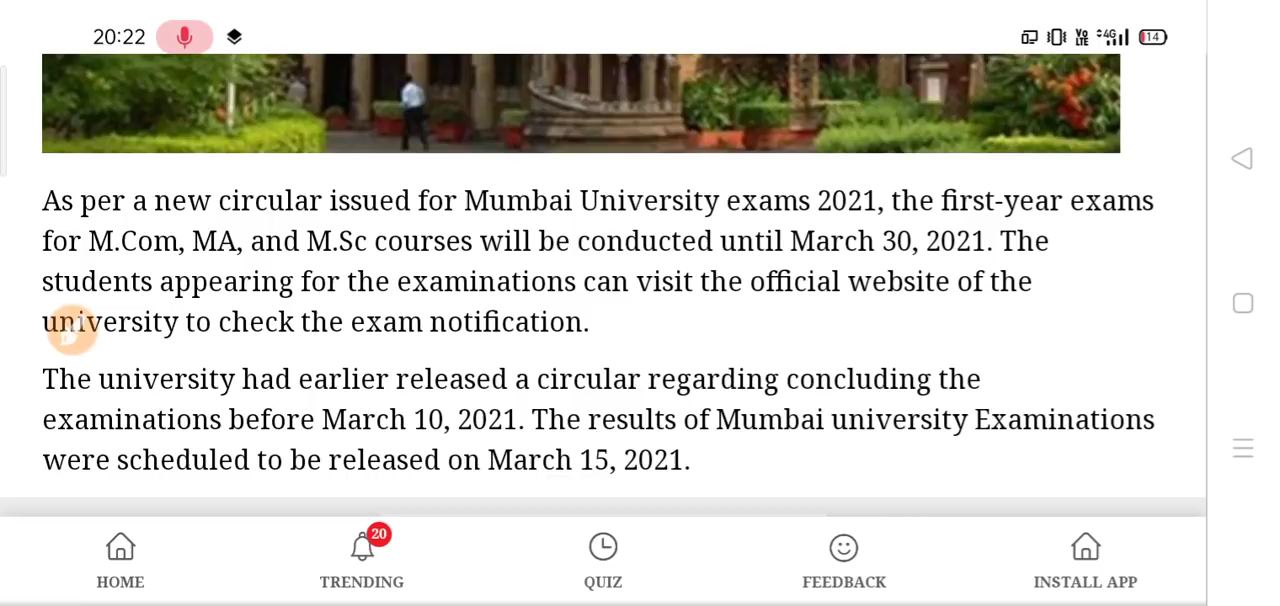 20:22
VO LTE 4G 14
As per a new circular issued for Mumbai University exams 2021, the first-year exams
for M.Com, MA, and M.Sc courses will be conducted until March 30, 2021. The
students appearing for the examinations can visit the official website of the
university to check the exam notification.
The university had earlier released a circular regarding concluding the
examinations before March 10, 2021. The results of Mumbai university Examinations
were scheduled to be released on March 15, 2021.
20
HOME TRENDING QUIZ FEEDBACK INSTALL APP